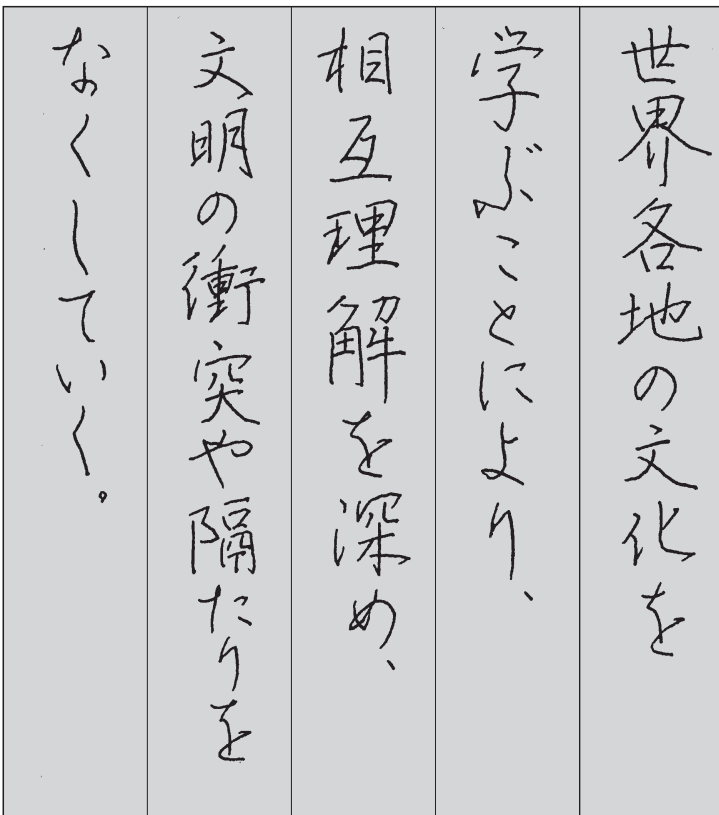 世界各地の文化を
学ぶことにより、
相互理解を深め、
文明の衝突や隔たりを
なくしていく。